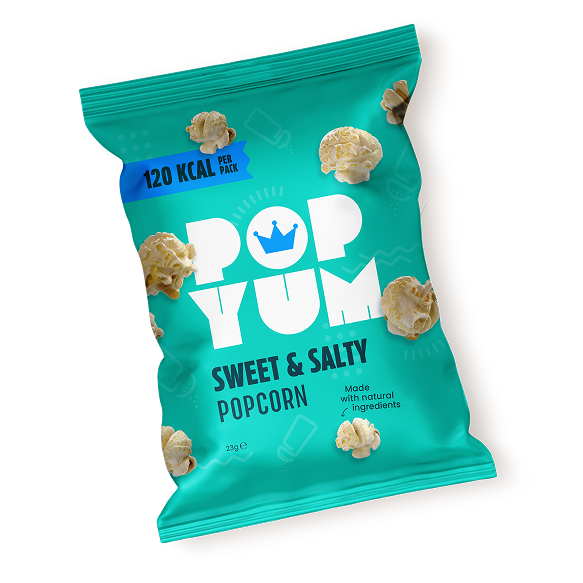 120 KCAL PER PACK
POP
YUM
SWEET & SALTY
POPCORN
Made
with natural
ingredients
23g ℮